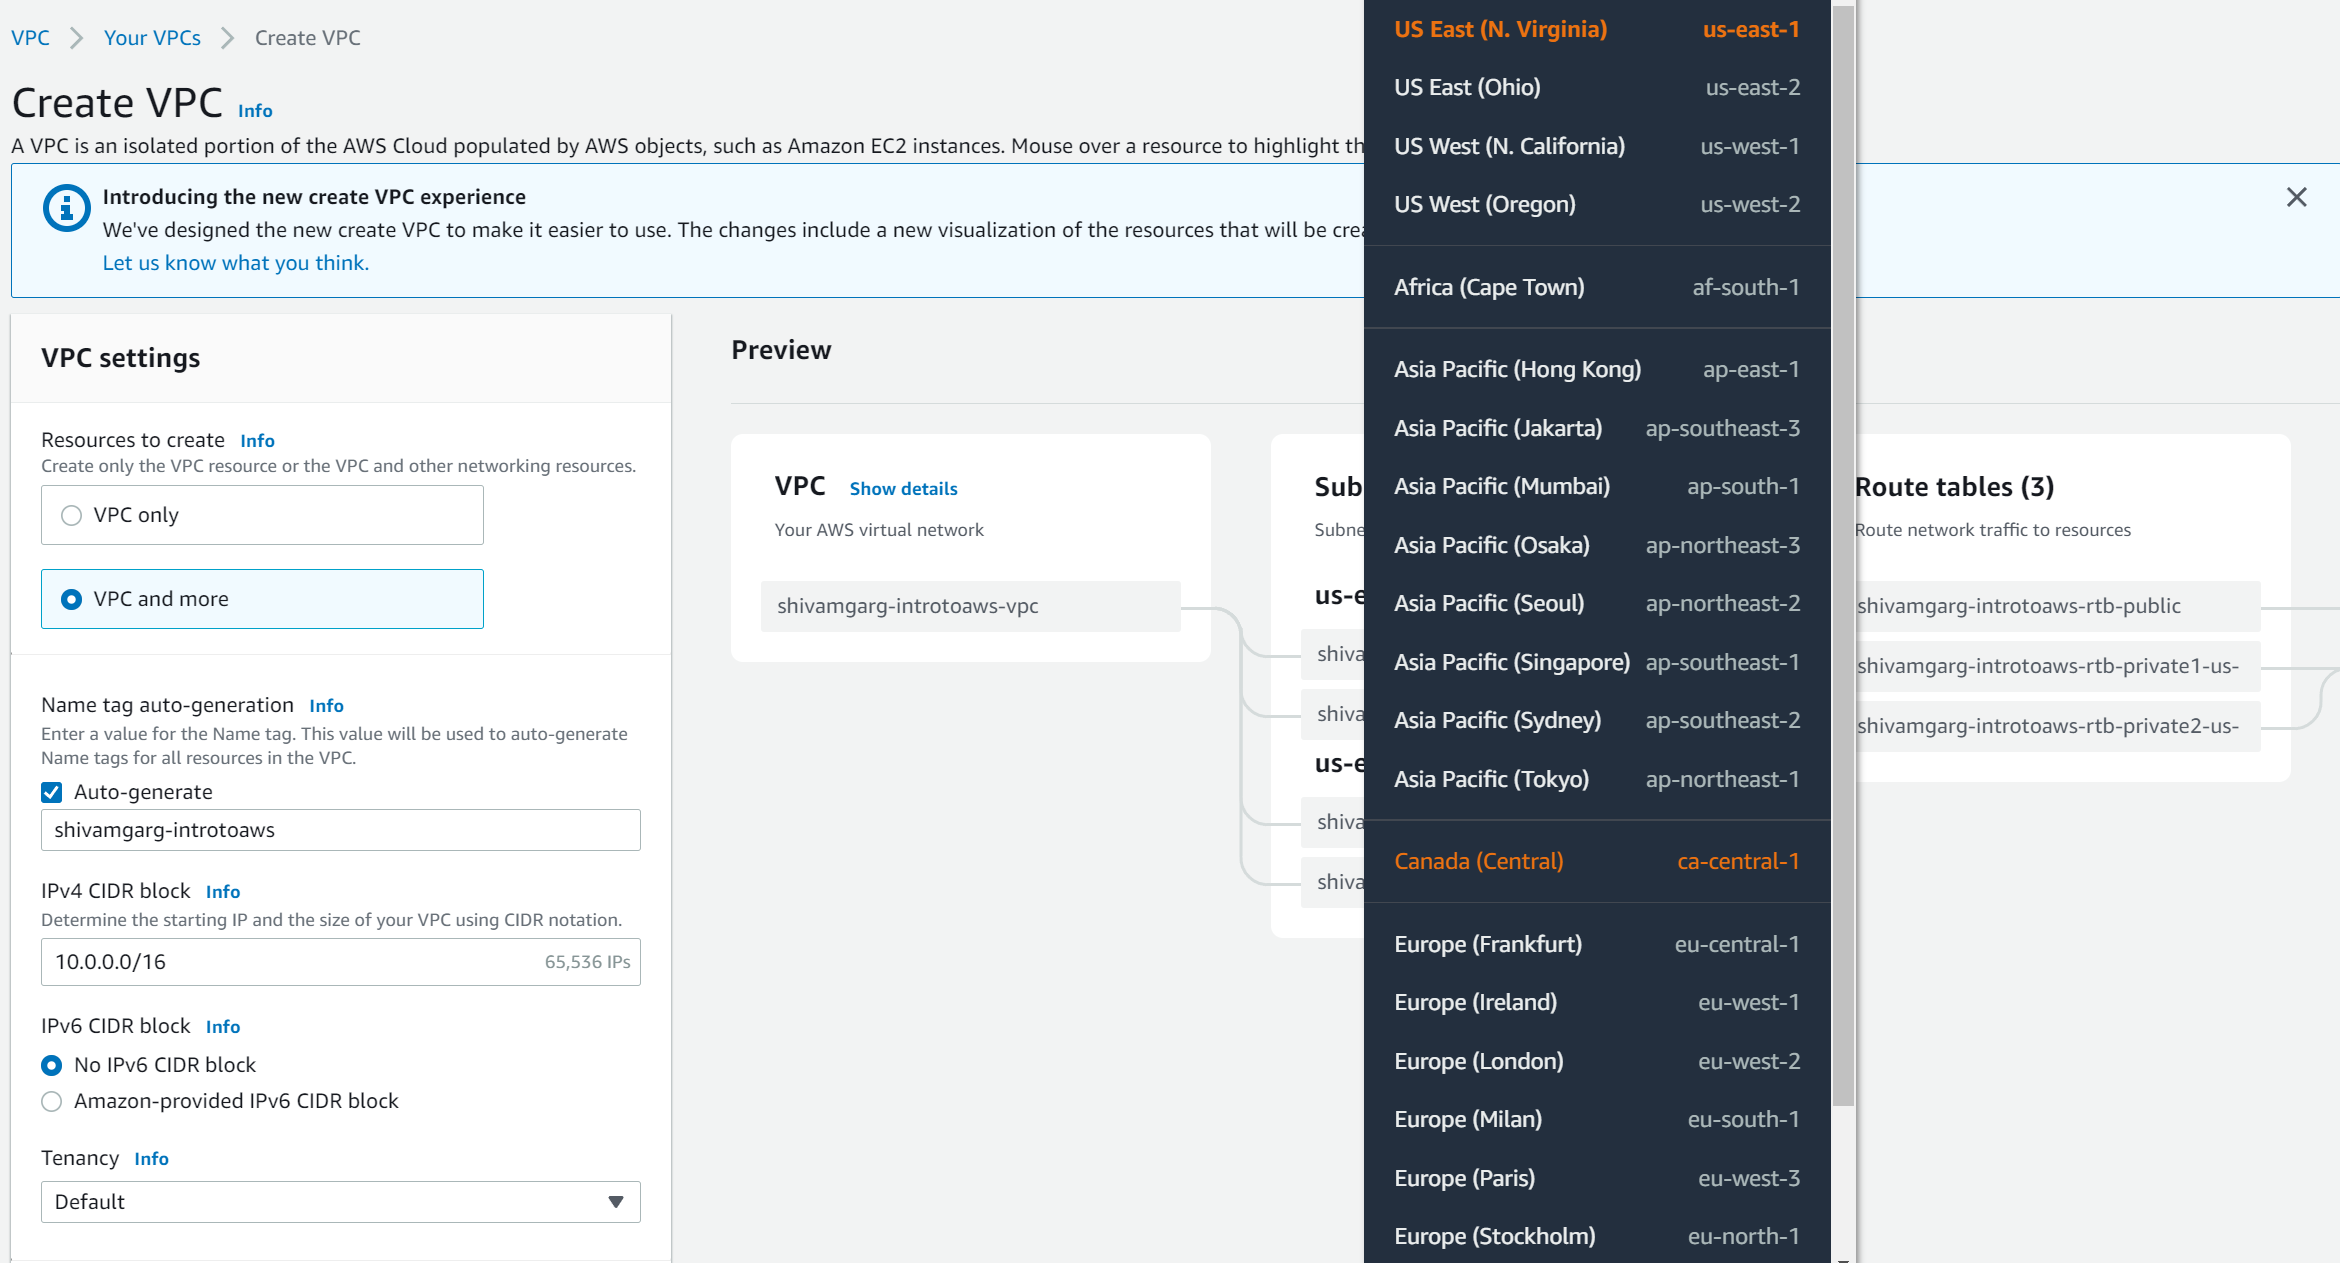 VPC > Your VPCs > Create VPC
Create VPC Info
A VPC is an isolated portion of the AWS Cloud populated by AWS objects, such as Amazon EC2 instances. Mouse over a resource to highlight th
Introducing the new create VPC experience
We've designed the new create VPC to make it easier to use. The changes include a new visualization of the resources that will be crea
Let us know what you think.
VPC settings
Resources to create Info
Create only the VPC resource or the VPC and other networking resources.
VPC only
VPC and more
Name tag auto-generation Info
Enter a value for the Name tag. This value will be used to auto-generate
Name tags for all resources in the VPC.
Auto-generate
shivamgarg-introtoaws
IPv4 CIDR block Info
Determine the starting IP and the size of your VPC using CIDR notation.
10.0.0.0/16 65,536 IPs
IPv6 CIDR block Info
No IPv6 CIDR block
Amazon-provided IPv6 CIDR block
Tenancy Info
Default
Preview
VPC Show details
Your AWS virtual network
shivamgarg-introtoaws-vpc
Sub
Subne
us-e
shiva
shiva
us-e
shiva
shiva
US East (N. Virginia) us-east-1
US East (Ohio) us-east-2
US West (N. California) us-west-1
US West (Oregon) us-west-2
Africa (Cape Town) af-south-1
Asia Pacific (Hong Kong) ap-east-1
Asia Pacific (Jakarta) ap-southeast-3
Asia Pacific (Mumbai) ap-south-1
Asia Pacific (Osaka) ap-northeast-3
Asia Pacific (Seoul) ap-northeast-2
Asia Pacific (Singapore) ap-southeast-1
Asia Pacific (Sydney) ap-southeast-2
Asia Pacific (Tokyo) ap-northeast-1
Canada (Central) ca-central-1
Europe (Frankfurt) eu-central-1
Europe (Ireland) eu-west-1
Europe (London) eu-west-2
Europe (Milan) eu-south-1
Europe (Paris) eu-west-3
Europe (Stockholm) eu-north-1
Route tables (3)
Route network traffic to resources
shivamgarg-introtoaws-rtb-public
shivamgarg-introtoaws-rtb-private1-us-
shivamgarg-introtoaws-rtb-private2-us-